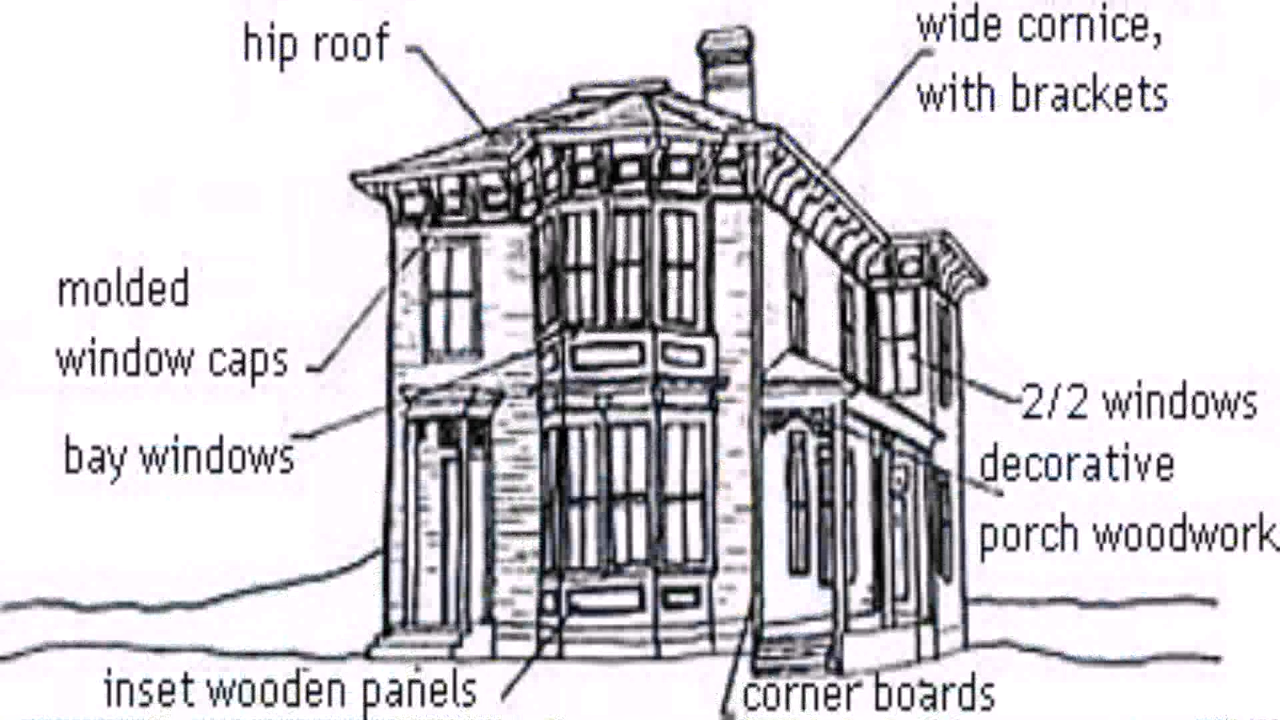 hip roof
wide cornice,
with brackets
molded
window caps
bay windows
2/2 windows
decorative
porch woodwork
inset wooden panels
corner boards